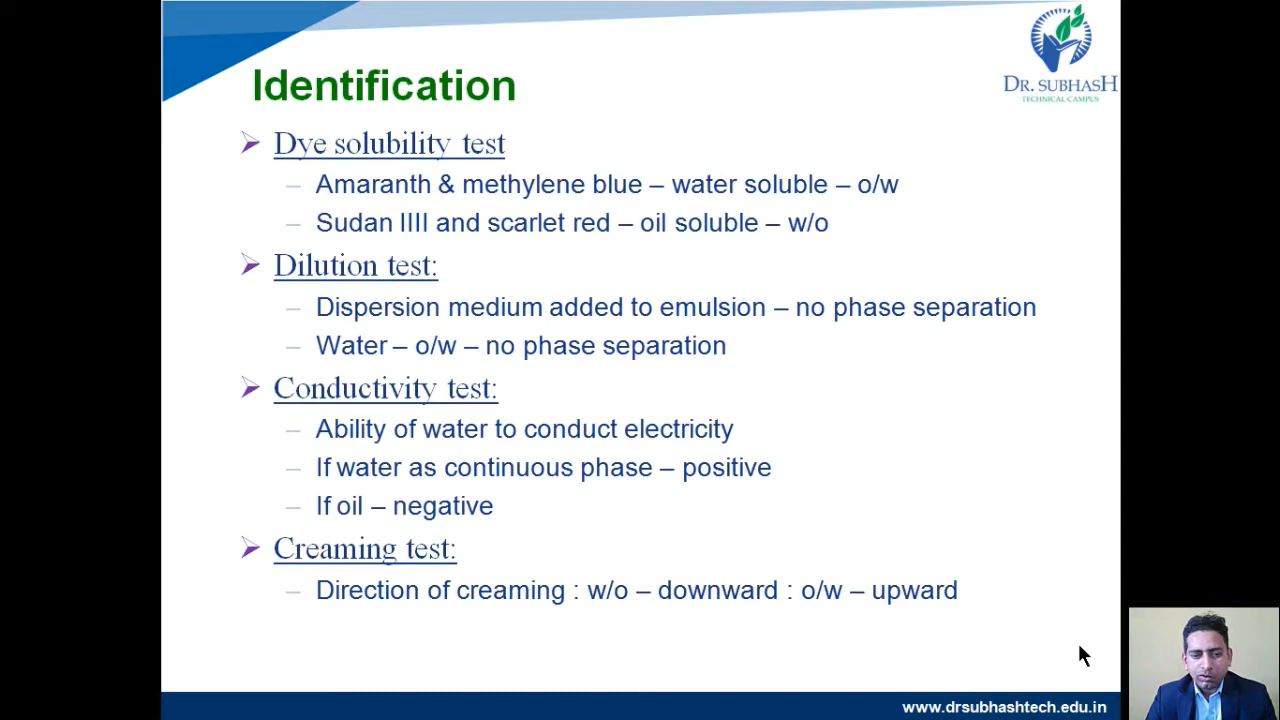 Identification
DR. SUBHASH
TECHNICAL CAMPUS
Dye solubility test
– Amaranth & methylene blue – water soluble – o/w
– Sudan IIII and scarlet red – oil soluble – w/o
Dilution test:
– Dispersion medium added to emulsion – no phase separation
– Water – o/w – no phase separation
Conductivity test:
– Ability of water to conduct electricity
– If water as continuous phase – positive
– If oil – negative
Creaming test:
– Direction of creaming : w/o – downward : o/w – upward
www.drsubhashtech.edu.in